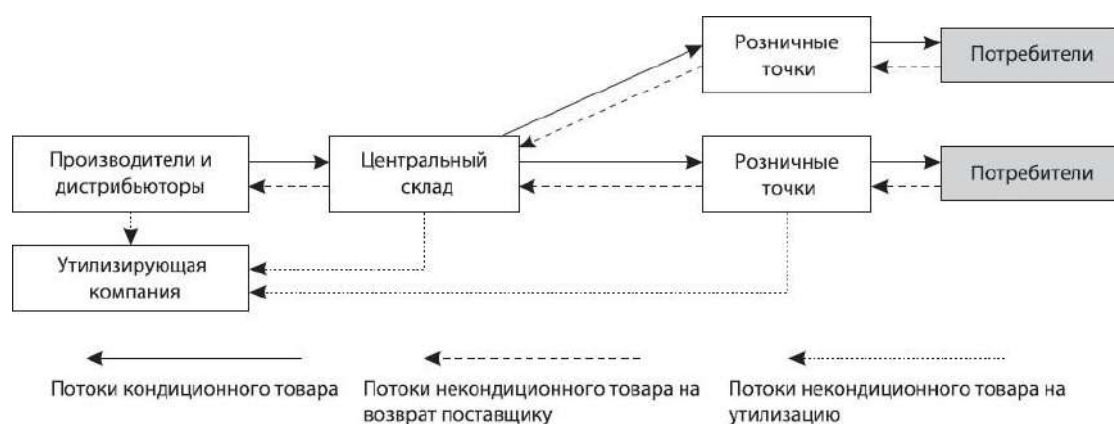 Розничные
точки
Потребители
Производители и
дистрибьюторы
Центральный
склад
Розничные
точки
Потребители
Утилизирующая
компания
Потоки кондиционного товара
Потоки некондиционного товара на
возврат поставщику
Потоки некондиционного товара на
утилизацию